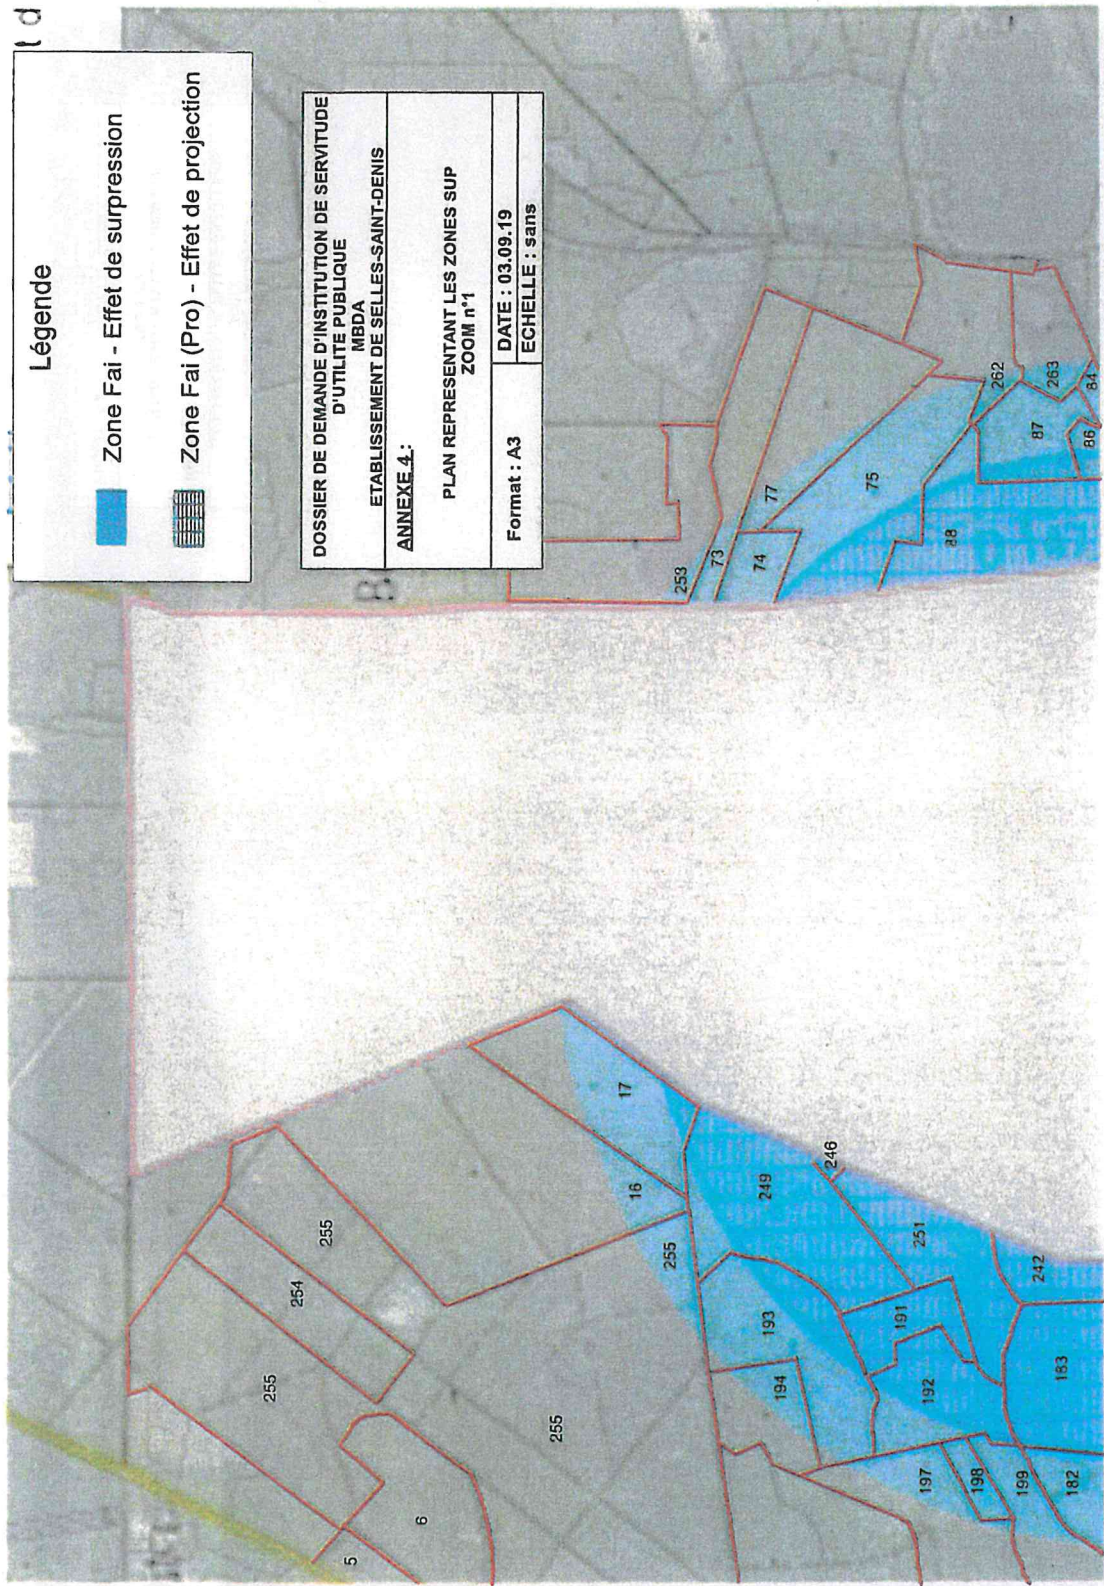 Légende
Zone Fai - Effet de surpression
Zone Fai (Pro) - Effet de projection
DOSSIER DE DEMANDE D'INSTITUTION DE SERVITUDE
D'UTILITE PUBLIQUE
MBDA
ETABLISSEMENT DE SELLES-SAINT-DENIS
ANNEXE 4 :
PLAN REPRESENTANT LES ZONES SUP
ZOOM n°1
Format : A3
DATE : 03.09.19
ECHELLE : sans
5
6
255
254
255
255
255
16
17
249
246
251
242
193
194
191
192
183
197
198
199
182
253
73
74
77
75
88
262
263
87
84
86